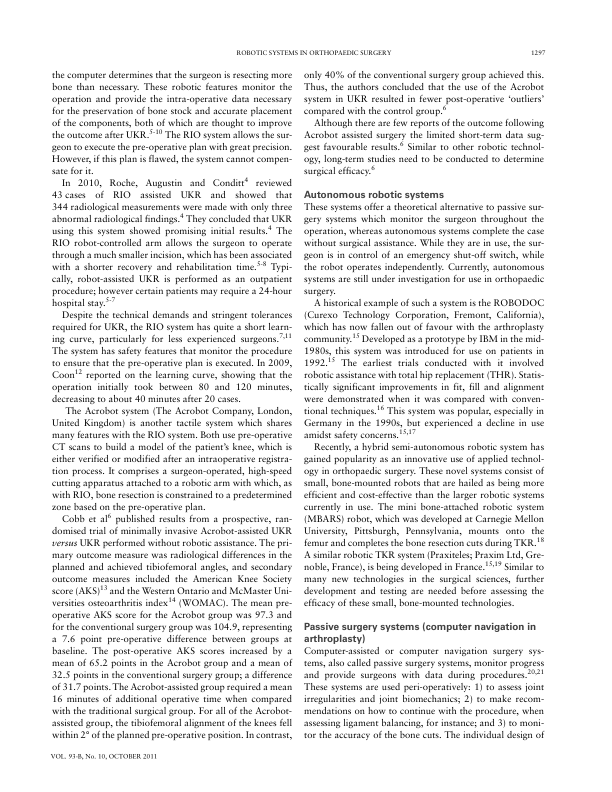 ROBOTIC SYSTEMS IN ORTHOPAEDIC SURGERY 1297
the computer determines that the surgeon is resecting more
bone than necessary. These robotic features monitor the
operation and provide the intra-operative data necessary
for the preservation of bone stock and accurate placement
of the components, both of which are thought to improve
the outcome after UKR.5-10 The RIO system allows the sur-
geon to execute the pre-operative plan with great precision.
However, if this plan is flawed, the system cannot compen-
sate for it.
In 2010, Roche, Augustin and Conditt4 reviewed
43 cases of RIO assisted UKR and showed that
344 radiological measurements were made with only three
abnormal radiological findings.4 They concluded that UKR
using this system showed promising initial results.4 The
RIO robot-controlled arm allows the surgeon to operate
through a much smaller incision, which has been associated
with a shorter recovery and rehabilitation time.5-8 Typi-
cally, robot-assisted UKR is performed as an outpatient
procedure; however certain patients may require a 24-hour
hospital stay.5-7
Despite the technical demands and stringent tolerances
required for UKR, the RIO system has quite a short learn-
ing curve, particularly for less experienced surgeons.7,11
The system has safety features that monitor the procedure
to ensure that the pre-operative plan is executed. In 2009,
Coon12 reported on the learning curve, showing that the
operation initially took between 80 and 120 minutes,
decreasing to about 40 minutes after 20 cases.
The Acrobot system (The Acrobot Company, London,
United Kingdom) is another tactile system which shares
many features with the RIO system. Both use pre-operative
CT scans to build a model of the patient's knee, which is
either verified or modified after an intraoperative registra-
tion process. It comprises a surgeon-operated, high-speed
cutting apparatus attached to a robotic arm with which, as
with RIO, bone resection is constrained to a predetermined
zone based on the pre-operative plan.
Cobb et al6 published results from a prospective, ran-
domised trial of minimally invasive Acrobot-assisted UKR
versus UKR performed without robotic assistance. The pri-
mary outcome measure was radiological differences in the
planned and achieved tibiofemoral angles, and secondary
outcome measures included the American Knee Society
score (AKS)13 and the Western Ontario and McMaster Uni-
versities osteoarthritis index14 (WOMAC). The mean pre-
operative AKS score for the Acrobot group was 97.3 and
for the conventional surgery group was 104.9, representing
a 7.6 point pre-operative difference between groups at
baseline. The post-operative AKS scores increased by a
mean of 65.2 points in the Acrobot group and a mean of
32.5 points in the conventional surgery group; a difference
of 31.7 points. The Acrobot-assisted group required a mean
16 minutes of additional operative time when compared
with the traditional surgical group. For all of the Acrobot-
assisted group, the tibiofemoral alignment of the knees fell
within 2° of the planned pre-operative position. In contrast,
only 40% of the conventional surgery group achieved this.
Thus, the authors concluded that the use of the Acrobot
system in UKR resulted in fewer post-operative 'outliers'
compared with the control group.6
Although there are few reports of the outcome following
Acrobot assisted surgery the limited short-term data sug-
gest favourable results.6 Similar to other robotic technol-
ogy, long-term studies need to be conducted to determine
surgical efficacy.6
Autonomous robotic systems
These systems offer a theoretical alternative to passive sur-
gery systems which monitor the surgeon throughout the
operation, whereas autonomous systems complete the case
without surgical assistance. While they are in use, the sur-
geon is in control of an emergency shut-off switch, while
the robot operates independently. Currently, autonomous
systems are still under investigation for use in orthopaedic
surgery.
A historical example of such a system is the ROBODOC
(Curexo Technology Corporation, Fremont, California),
which has now fallen out of favour with the arthroplasty
community.15 Developed as a prototype by IBM in the mid-
1980s, this system was introduced for use on patients in
1992.15 The earliest trials conducted with it involved
robotic assistance with total hip replacement (THR). Statis-
tically significant improvements in fit, fill and alignment
were demonstrated when it was compared with conven-
tional techniques.16 This system was popular, especially in
Germany in the 1990s, but experienced a decline in use
amidst safety concerns.15,17
Recently, a hybrid semi-autonomous robotic system has
gained popularity as an innovative use of applied technol-
ogy in orthopaedic surgery. These novel systems consist of
small, bone-mounted robots that are hailed as being more
efficient and cost-effective than the larger robotic systems
currently in use. The mini bone-attached robotic system
(MBARS) robot, which was developed at Carnegie Mellon
University, Pittsburgh, Pennsylvania, mounts onto the
femur and completes the bone resection cuts during TKR.18
A similar robotic TKR system (Praxiteles; Praxim Ltd, Gre-
noble, France), is being developed in France.15,19 Similar to
many new technologies in the surgical sciences, further
development and testing are needed before assessing the
efficacy of these small, bone-mounted technologies.
Passive surgery systems (computer navigation in
arthroplasty)
Computer-assisted or computer navigation surgery sys-
tems, also called passive surgery systems, monitor progress
and provide surgeons with data during procedures.20,21
These systems are used peri-operatively: 1) to assess joint
irregularities and joint biomechanics; 2) to make recom-
mendations on how to continue with the procedure, when
assessing ligament balancing, for instance; and 3) to moni-
tor the accuracy of the bone cuts. The individual design of
VOL. 93-B, No. 10, OCTOBER 2011